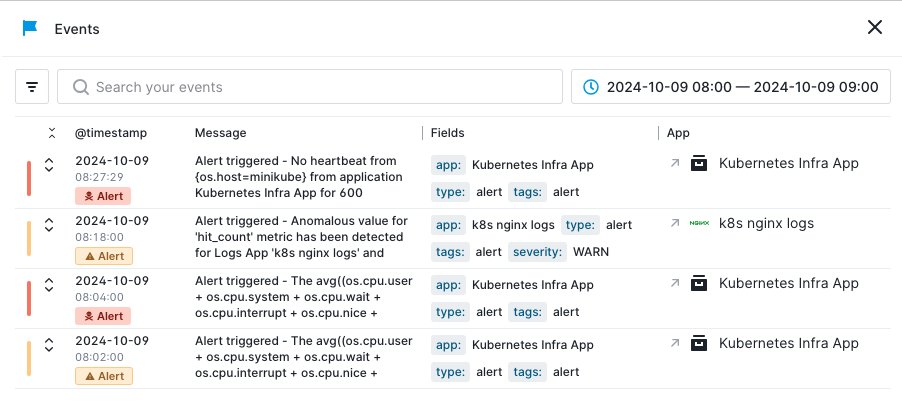 Events
Search your events
2024-10-09 08:00 — 2024-10-09 09:00
@timestamp Message Fields App
2024-10-09
08:27:29
Alert
Alert triggered - No heartbeat from
{os.host=minikube} from application
Kubernetes Infra App for 600
app: Kubernetes Infra App
type: alert tags: alert
Kubernetes Infra App
2024-10-09
08:18:00
Alert
Alert triggered - Anomalous value for
'hit_count' metric has been detected
for Logs App 'k8s nginx logs' and
app: k8s nginx logs type: alert
tags: alert severity: WARN
NGINX k8s nginx logs
2024-10-09
08:04:00
Alert
Alert triggered - The avg((os.cpu.user
+ os.cpu.system + os.cpu.wait +
os.cpu.interrupt + os.cpu.nice +
app: Kubernetes Infra App
type: alert tags: alert
Kubernetes Infra App
2024-10-09
08:02:00
Alert
Alert triggered - The avg((os.cpu.user
+ os.cpu.system + os.cpu.wait +
os.cpu.interrupt + os.cpu.nice +
app: Kubernetes Infra App
type: alert tags: alert
Kubernetes Infra App